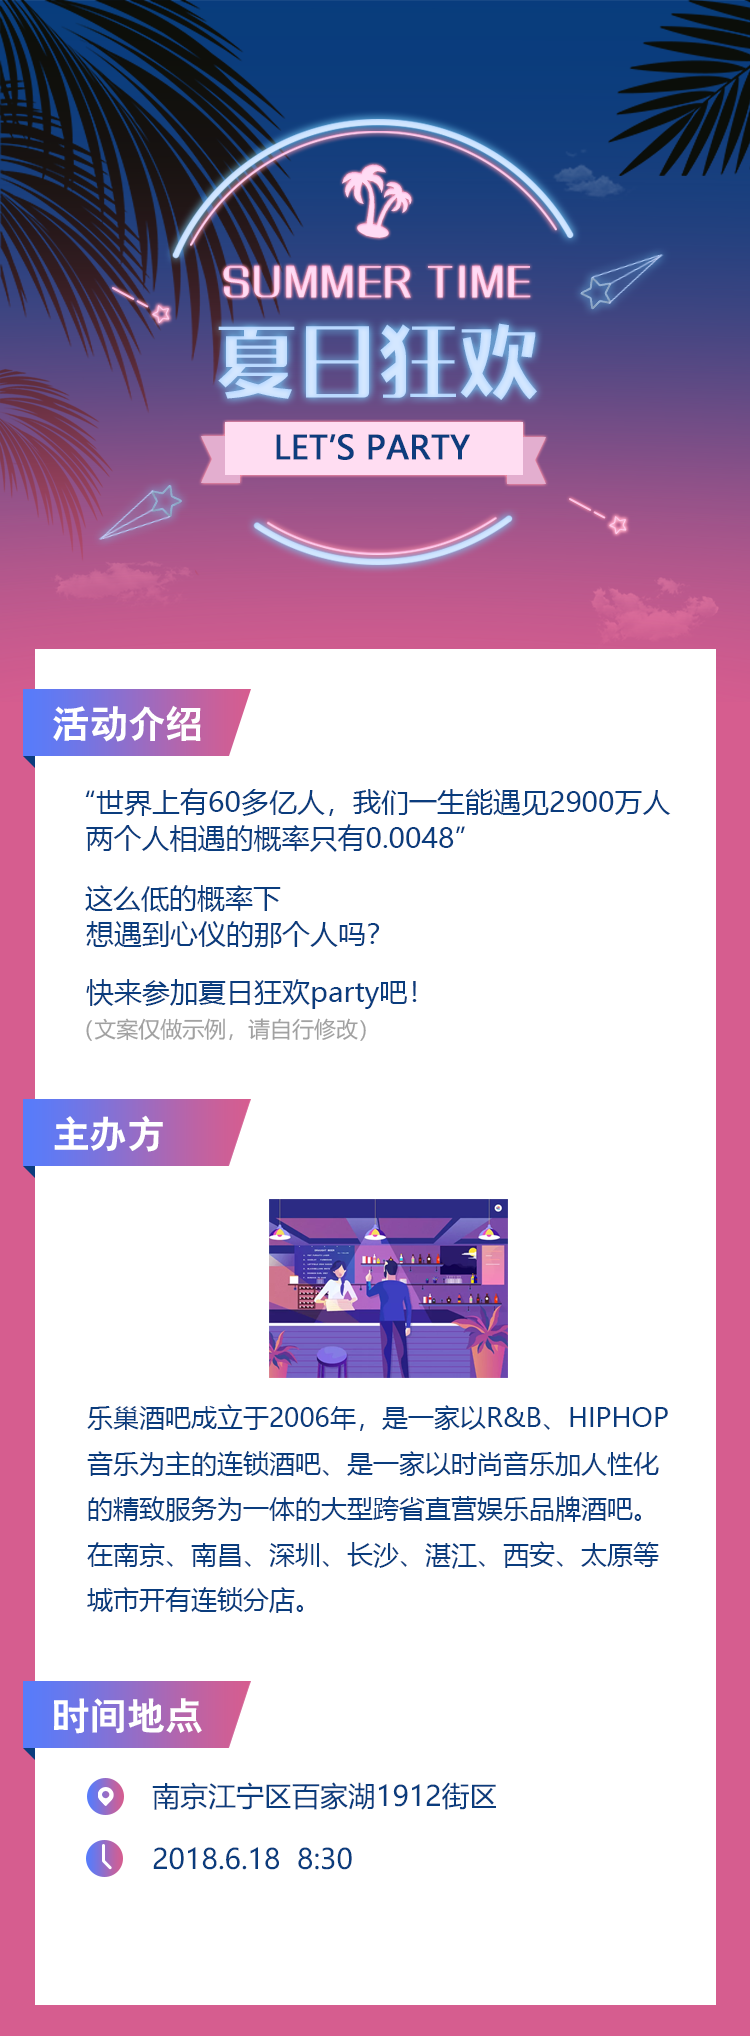 SUMMER TIME
夏日狂欢
LET’S PARTY
活动介绍
“世界上有60多亿人，我们一生能遇见2900万人
两个人相遇的概率只有0.0048”
这么低的概率下
想遇到心仪的那个人吗？
快来参加夏日狂欢party吧！
（文案仅做示例，请自行修改）
主办方
乐巢酒吧成立于2006年，是一家以R&B、HIPHOP
音乐为主的连锁酒吧、是一家以时尚音乐加人性化
的精致服务为一体的大型跨省直营娱乐品牌酒吧。
在南京、南昌、深圳、长沙、湛江、西安、太原等
城市开有连锁分店。
时间地点
南京江宁区百家湖1912街区
2018.6.18 8:30